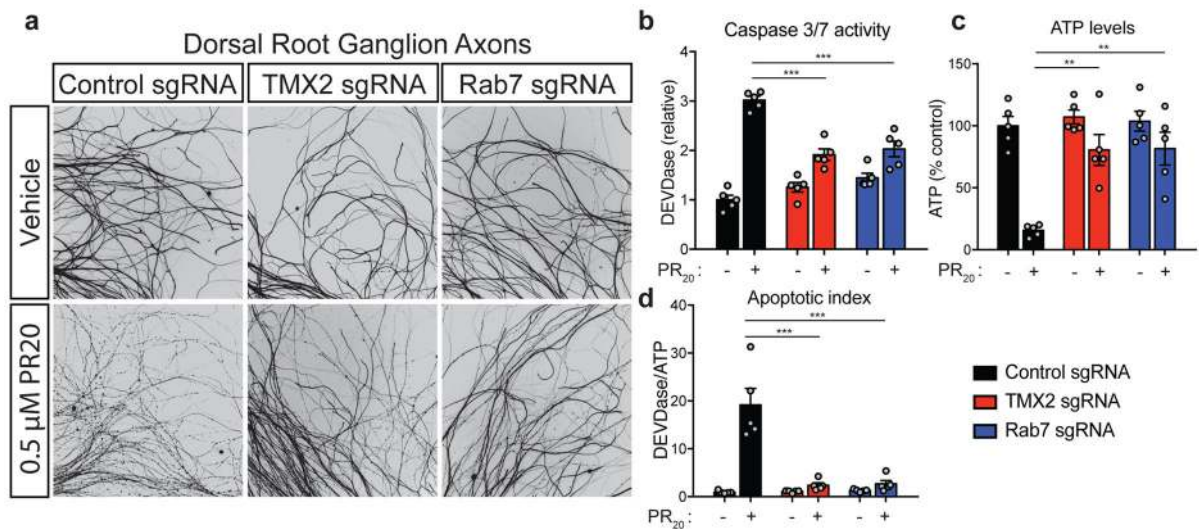 a
Dorsal Root Ganglion Axons
Control sgRNA TMX2 sgRNA Rab7 sgRNA
Vehicle
0.5 µM PR20
b
Caspase 3/7 activity
DEVDase (relative)
4
3
2
1
0
*** ***
PR20 : - + - + - +
c
ATP levels
ATP (% control)
150
100
50
0
** **
PR20 : - + - + - +
d
Apoptotic index
DEVDase/ATP
40
30
20
10
0
*** ***
PR20 : - + - + - +
Control sgRNA
TMX2 sgRNA
Rab7 sgRNA